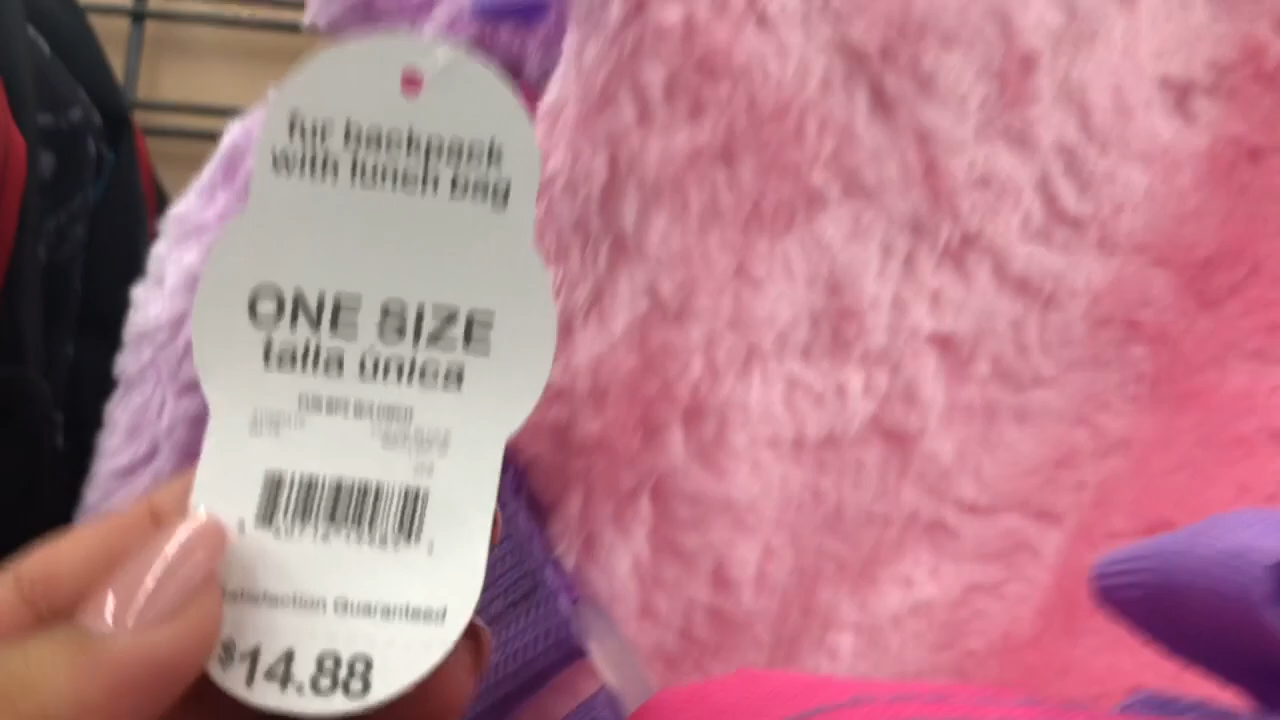 fur backpack
with lunch bag
ONE SIZE
talla única
Satisfaction Guaranteed
$14.88